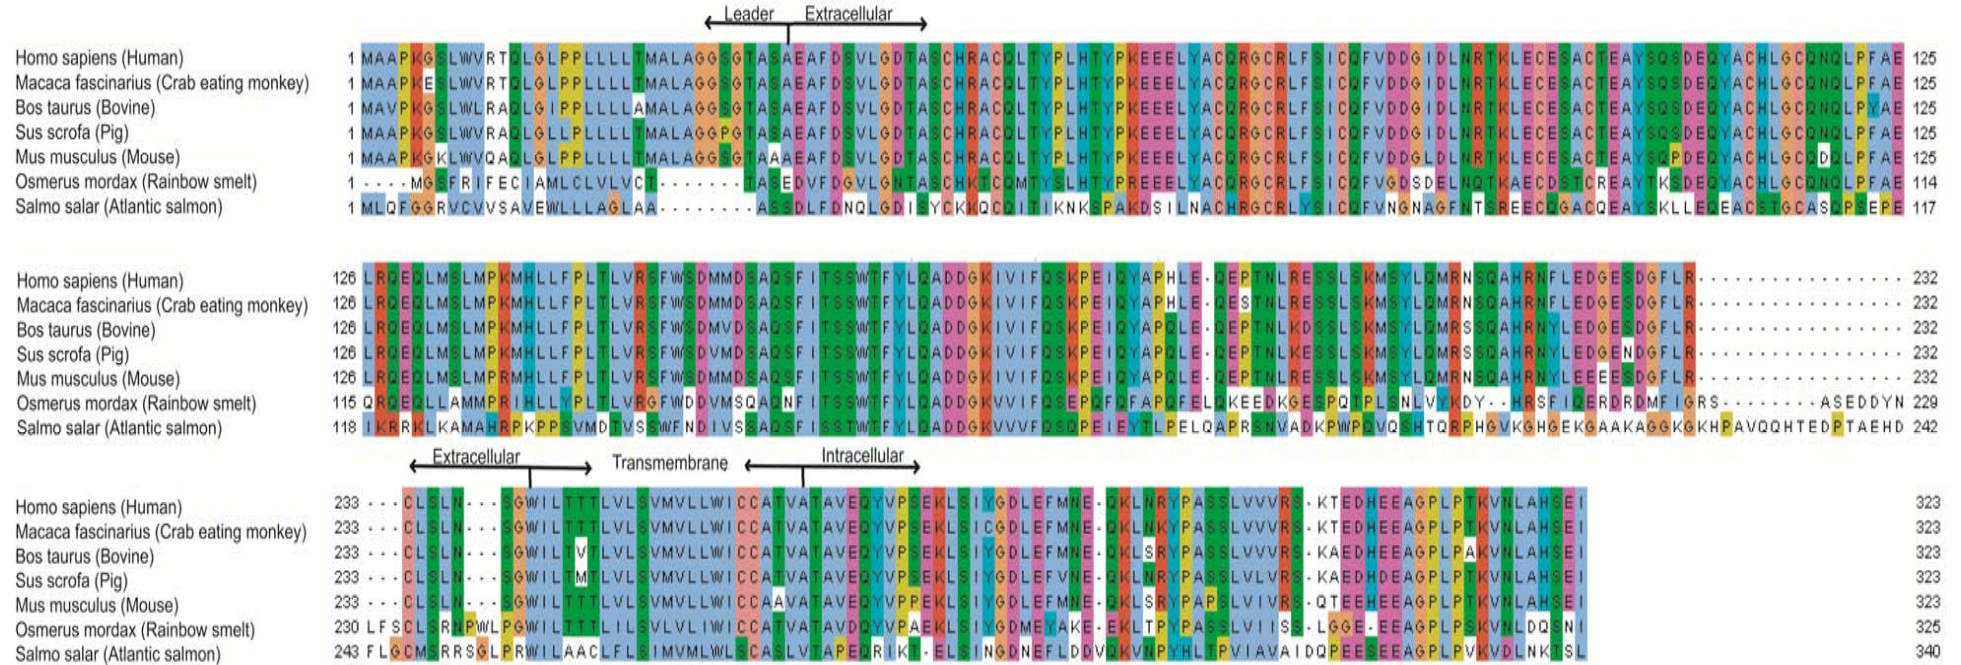 Leader Extracellular
Homo sapiens (Human) 1 MAAPKGSLWVRTQLGLPPLLLLTMALAGGSGTASAEAFDSVLGDTASCHRACQLTYPLHTYPKEEELYACQRGCRLFSICQFVDDGIDLNRTKLECESACTEAYSQSDEQYACHLGCQNQLPFAE 125
Macaca fascinarius (Crab eating monkey) 1 MAAPKESLWVRTQLGLPPLLLLTMALAGGSGTASAEAFDSVLGDTASCHRACQLTYPLHTYPKEEELYACQRGCRLFSICQFVDDGIDLNRTKLECESACTEAYSQSDEQYACHLGCQNQLPFAE 125
Bos taurus (Bovine) 1 MAVPKGSLWLRAQLGIPPLLLLAMALAGGSGTASAEAFDSVLGDTASCHRACQLTYPLHTYPKEEELYACQRGCRLFSICQFVDDGIDLNRTKLECESACTEAYSQSDEQYACHLGCQNQLPYAE 125
Sus scrofa (Pig) 1 MAAPKGSLWVRAQLGLLPLLLLTMALAGGPGTASAEAFDSVLGDTASCHRACQLTYPLHTYPKEEELYACQRGCRLFSICQFVDDGIDLNRTKLECESACTEAYSQSDEQYACHLGCQNQLPFAE 125
Mus musculus (Mouse) 1 MAAPKGKLWVQAQLGLPPLLLLTMALAGGSGTAAAEAFDSVLGDTASCHRACQLTYPLHTYPKEEELYACQRGCRLFSICQFVDDGLDLNRTKLECESACTEAYSQPDEQYACHLGCQDQLPFAE 125
Osmerus mordax (Rainbow smelt) 1 ----MGSFRIFECIAMLCLVLVCT-------TASEDVFDGVLGNTASCHKTCQMTYSLHTYPREEELYACQRGCRLFSICQFVGDSDELNQTKAECDSTCREAYTKSDEQYACHLGCQNQLPFAE 114
Salmo salar (Atlantic salmon) 1 MLQFGGRVCVVSAVEWLLLAGLAA--------ASSDLFDNQLGDISYCKKQCQITIKNKSPAKDSILNACHRGCRLYSICQFVNGNAGFNTSREECQGACQEAYSKLLEQEACSTGCASQPSEPE 117
Homo sapiens (Human) 126 LRQEQLMSLMPKMHLLFPLTLVRSFWSDMMDSAQSFITSSWTFYLQADDGKIVIFQSKPEIQYAPHLE-QEPTNLRESSLSKMSYLQMRNSQAHRNFLEDGESDGFLR----------------- 232
Macaca fascinarius (Crab eating monkey) 126 LRQEQLMSLMPKMHLLFPLTLVRSFWSDMMDSAQSFITSSWTFYLQADDGKIVIFQSKPEIQYAPHLE-QESTNLRESSLSKMSYLQMRNSQAHRNFLEDGESDGFLR----------------- 232
Bos taurus (Bovine) 126 LRQEQLMSLMPKMHLLFPLTLVRSFWSDMVDSAQSFITSSWTFYLQADDGKIVIFQSKPEIQYAPQLE-QEPTNLKDSSLSKMSYLQMRSSQAHRNYLEDGESDGFLR----------------- 232
Sus scrofa (Pig) 126 LRQEQLMSLMPKMHLLFPLTLVRSFWSDVMDSAQSFITSSWTFYLQADDGKIVIFQSKPEIQYAPQLE-QEPTNLKESSLSKMSYLQMRSSQAHRNYLEDGENDGFLR----------------- 232
Mus musculus (Mouse) 126 LRQEQLMSLMPRMHLLFPLTLVRSFWSDMMDSAQSFITSSWTFYLQADDGKIVIFQSKPEIQYAPQLE-QEPTNLRESSLSKMSYLQMRNSQAHRNYLEEEESDGFLR----------------- 232
Osmerus mordax (Rainbow smelt) 115 QRQEQLLAMMPRIHLLYPLTLVRGFWDDVMSQAQNFITSSWTFYLQADDGKVVIFQSEPQFQFAPQFELQKEEDKGESPQTPLSNLVYKDY--HRSFIQERDRDMFIGRS--------ASEDDYN 229
Salmo salar (Atlantic salmon) 118 IKRRKLKAMAHRPKPPSVMDTVSSWFNDIVSSAQSFISSTWTFYLQADDGKVVVFQSQPEIEYTLPELQAPRSNVADKPWPQVQSHTQRPHGVKGHGEKGAAKAGGKGKHPAVQQHTEDPTAEHD 242
Extracellular Transmembrane Intracellular
Homo sapiens (Human) 233 ---CLSLN---SGWILTTTLVLSVMVLLWICCATVATAVEQYVPSEKLSIYGDLEFMNE-QKLNRYPASSLVVVRS-KTEDHEEAGPLPTKVNLAHSEI 323
Macaca fascinarius (Crab eating monkey) 233 ---CLSLN---SGWILTTTLVLSVMVLLWICCATVATAVEQYVPSEKLSICGDLEFMNE-QKLNKYPASSLVVVRS-KTEDHEEAGPLPTKVNLAHSEI 323
Bos taurus (Bovine) 233 ---CLSLN---SGWILTVTLVLSVMVLLWICCATVATAVEQYVPSEKLSIYGDLEFMNE-QKLSRYPASSLVVVRS-KAEDHEEAGPLPAKVNLAHSEI 323
Sus scrofa (Pig) 233 ---CLSLN---SGWILTMTLVLSVMVLLWICCATVATAVEQYVPSEKLSIYGDLEFVNE-QKLNRYPASSLVLVRS-KAEDHDEAGPLPTKVNLAHSEI 323
Mus musculus (Mouse) 233 ---CLSLN---SGWILTTTLVLSVMVLLWICCAAVATAVEQYVPPEKLSIYGDLEFMNE-QKLSRYPAPSLVIVRS-QTEEHEEAGPLPTKVNLAHSEI 323
Osmerus mordax (Rainbow smelt) 230 LFSCLSRNPWLPGWILTTTLILSVLVLIWICCATVATAVDQYVPAEKLSIYGDMEYAKE-EKLTPYPASSLVIISS-LGGE-EEAGPLPSKVNLDQSNI 325
Salmo salar (Atlantic salmon) 243 FLGCMSRRSGLPRWILAACLFLSIMVMLWLSCASLVTAPEQRIKT-ELSINGDNEFLDDVQKVNPYHLTPVIAVAIDQPEESEEAGPLPVKVDLNKTSL 340